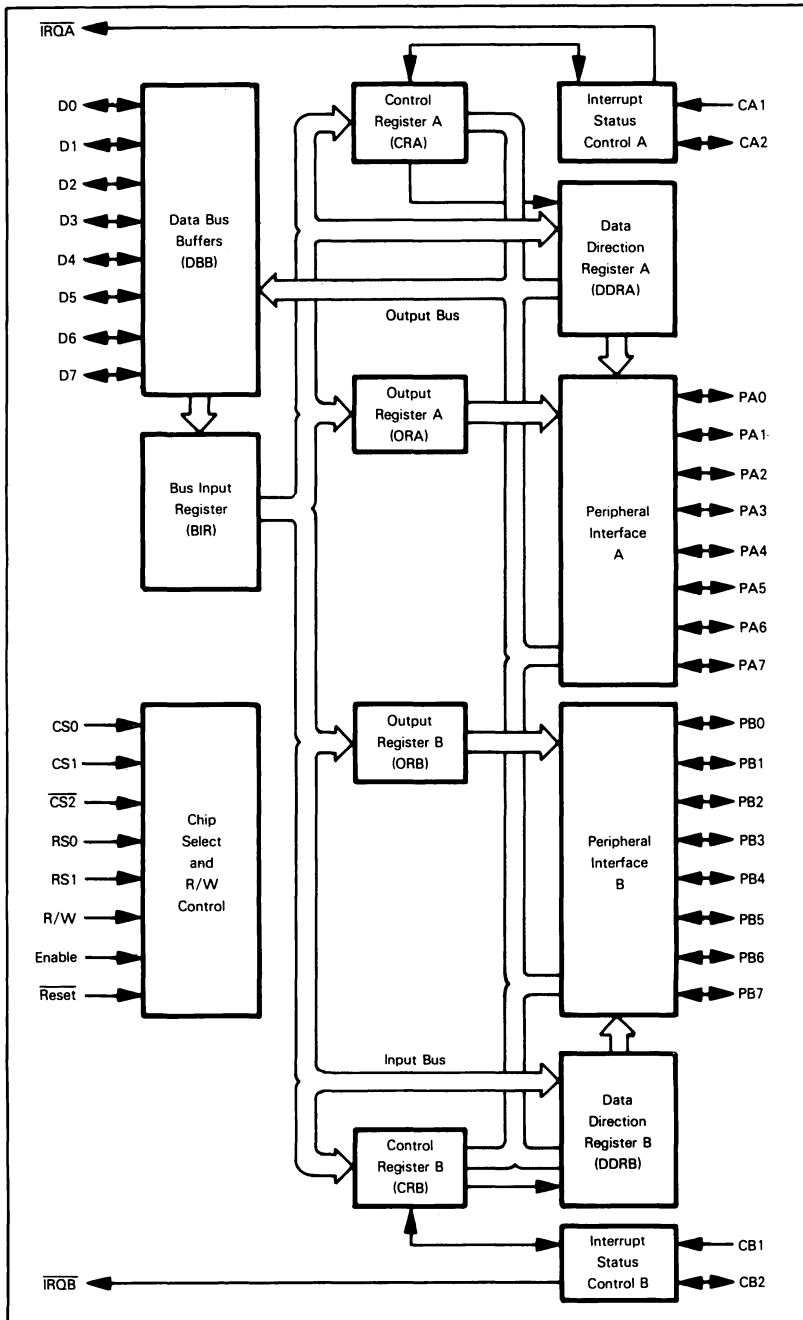 IRQA
D0
D1
D2
D3
D4
D5
D6
D7
Data Bus
Buffers
(DBB)
Control
Register A
(CRA)
Interrupt
Status
Control A
CA1
CA2
Data
Direction
Register A
(DDRA)
Output Bus
Output
Register A
(ORA)
Bus Input
Register
(BIR)
Peripheral
Interface
A
PA0
PA1
PA2
PA3
PA4
PA5
PA6
PA7
CS0
CS1
CS2
RS0
RS1
R/W
Enable
Reset
Chip
Select
and
R/W
Control
Output
Register B
(ORB)
Peripheral
Interface
B
PB0
PB1
PB2
PB3
PB4
PB5
PB6
PB7
Input Bus
Control
Register B
(CRB)
Data
Direction
Register B
(DDRB)
Interrupt
Status
Control B
CB1
CB2
IRQB